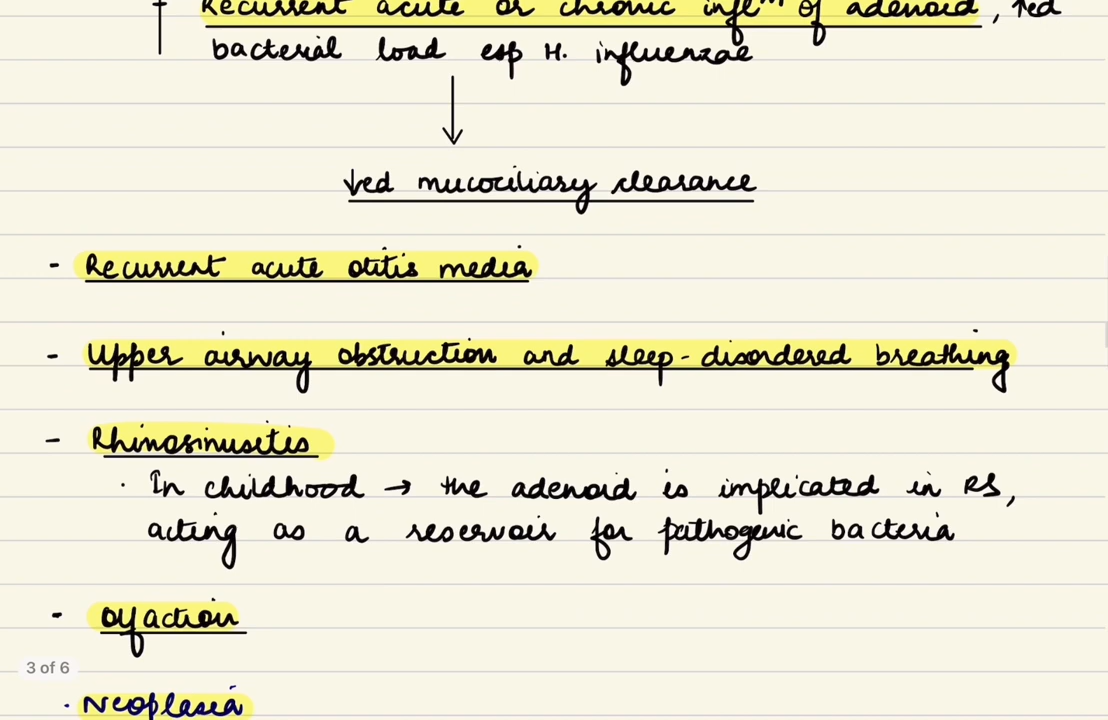 Recurrent acute or chronic inflᵐ of adenoid, ↑ed
bacterial load esp H. influenzae
↓ed mucociliary clearance
- Recurrent acute otitis media
- Upper airway obstruction and sleep-disordered breathing
- Rhinosinusitis
· In childhood → the adenoid is implicated in RS,
acting as a reservoir for pathogenic bacteria
- Olfaction
3 of 6
· Neoplasia